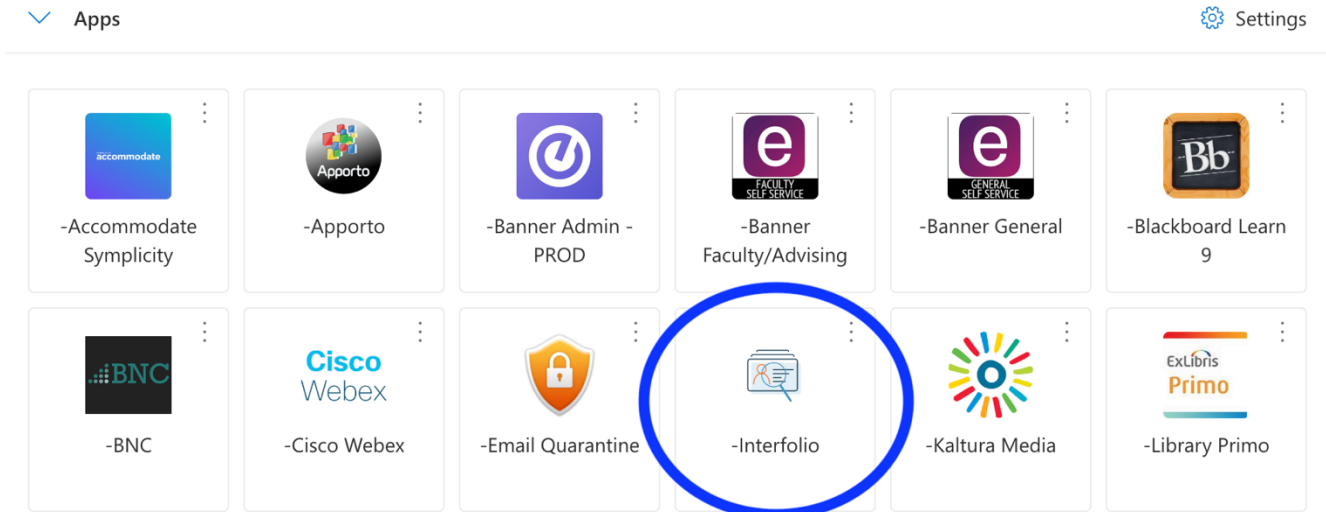 Apps
Settings
accommodate
Apporto
e
FACULTY
SELF SERVICE
e
GENERAL
SELF SERVICE
Bb
-Accommodate
Symplicity
-Apporto
-Banner Admin -
PROD
-Banner
Faculty/Advising
-Banner General
-Blackboard Learn
9
BNC
Cisco
Webex
ExLibris
Primo
-BNC
-Cisco Webex
-Email Quarantine
-Interfolio
-Kaltura Media
-Library Primo